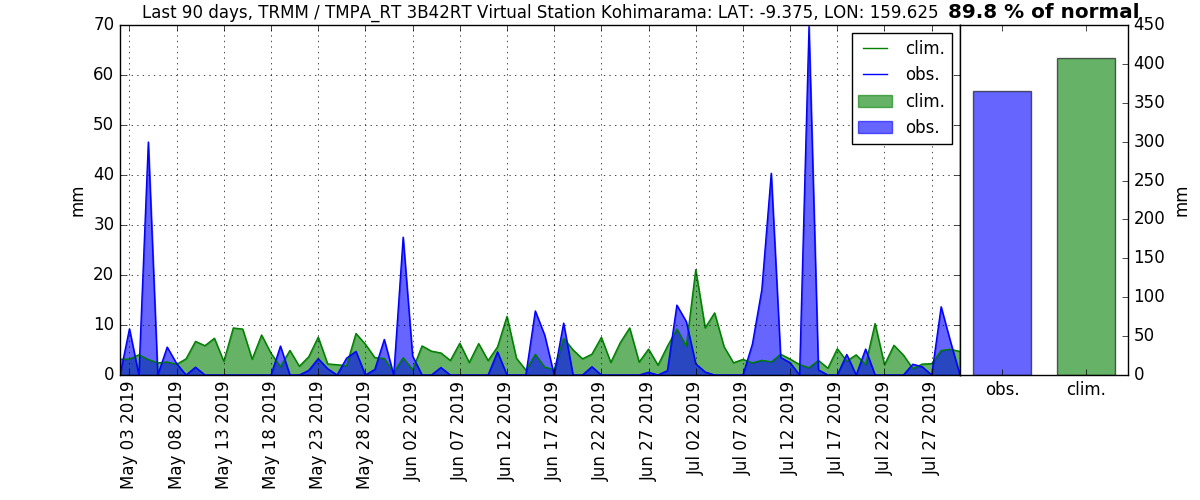 Last 90 days, TRMM / TMPA_RT 3B42RT Virtual Station Kohimarama: LAT: -9.375, LON: 159.625 89.8 % of normal
70
60
50
40
30
20
10
0
mm
clim.
obs.
clim.
obs.
450
400
350
300
250
200
150
100
50
0
mm
obs. clim.
May 03 2019
May 08 2019
May 13 2019
May 18 2019
May 23 2019
May 28 2019
Jun 02 2019
Jun 07 2019
Jun 12 2019
Jun 17 2019
Jun 22 2019
Jun 27 2019
Jul 02 2019
Jul 07 2019
Jul 12 2019
Jul 17 2019
Jul 22 2019
Jul 27 2019